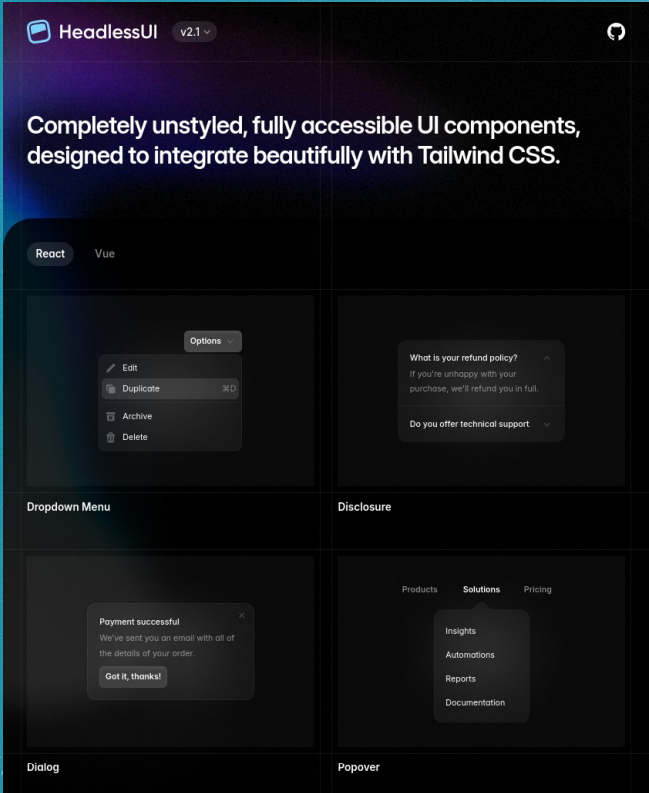 HeadlessUI v2.1
Completely unstyled, fully accessible UI components,
designed to integrate beautifully with Tailwind CSS.
React Vue
Options
Edit
Duplicate ⌘D
Archive
Delete
Dropdown Menu
What is your refund policy?
If you're unhappy with your
purchase, we'll refund you in full.
Do you offer technical support
Disclosure
Payment successful
We've sent you an email with all of
the details of your order.
Got it, thanks!
Dialog
Products Solutions Pricing
Insights
Automations
Reports
Documentation
Popover